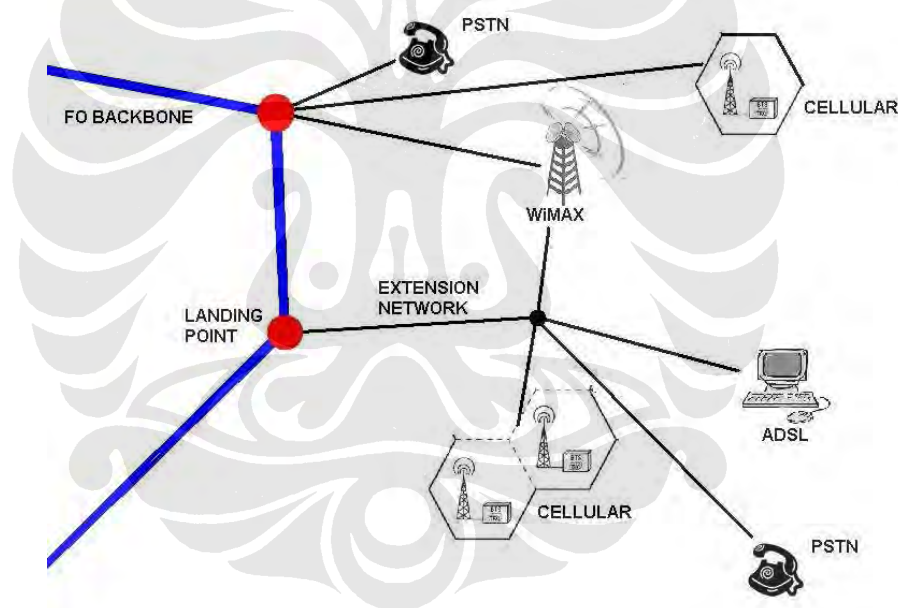 PSTN
FO BACKBONE
CELLULAR
WiMAX
EXTENSION
NETWORK
LANDING
POINT
ADSL
CELLULAR
PSTN